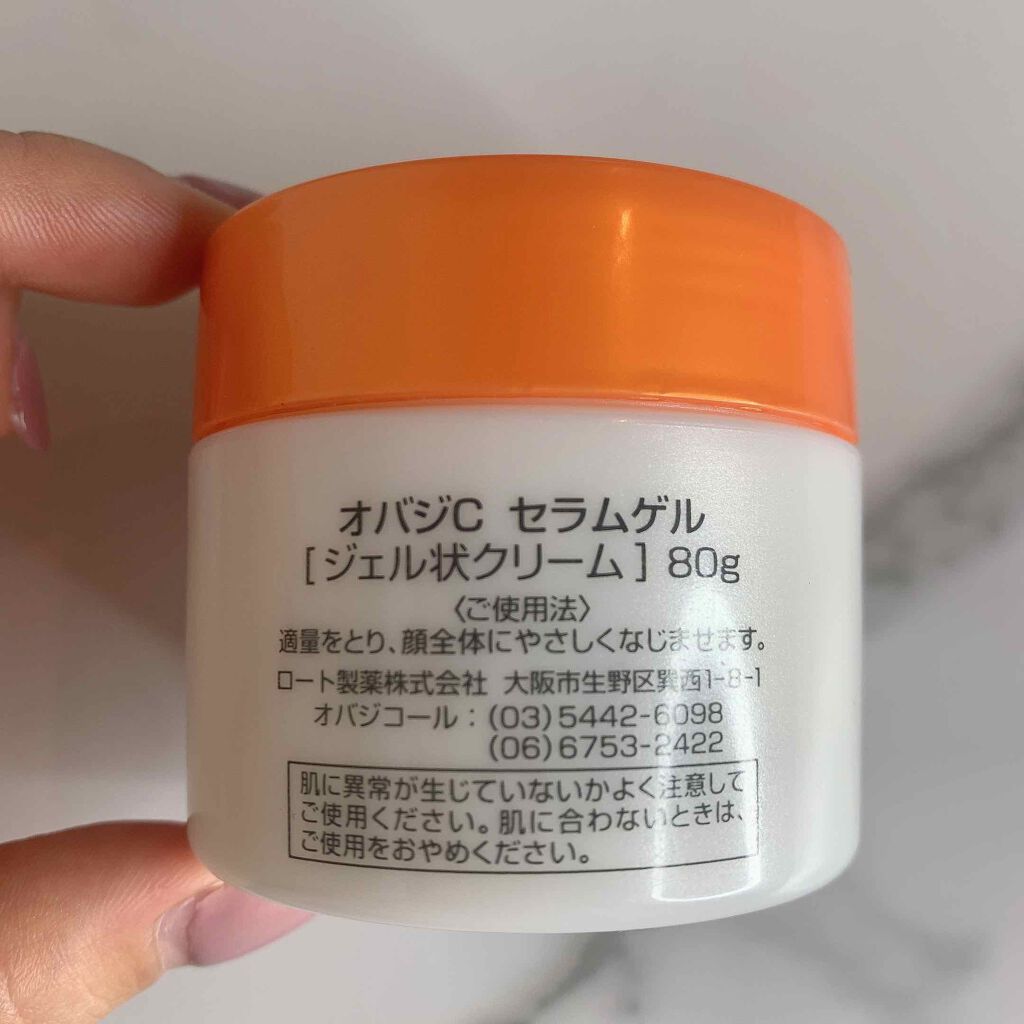 オバジC セラムゲル
[ジェル状クリーム] 80g
〈ご使用法〉
適量をとり、顔全体にやさしくなじませます。
ロート製薬株式会社 大阪市生野区巽西1-8-1
オバジコール:(03)5442-6098
(06)6753-2422
肌に異常が生じていないかよく注意して
ご使用ください。肌に合わないときは、
ご使用をおやめください。